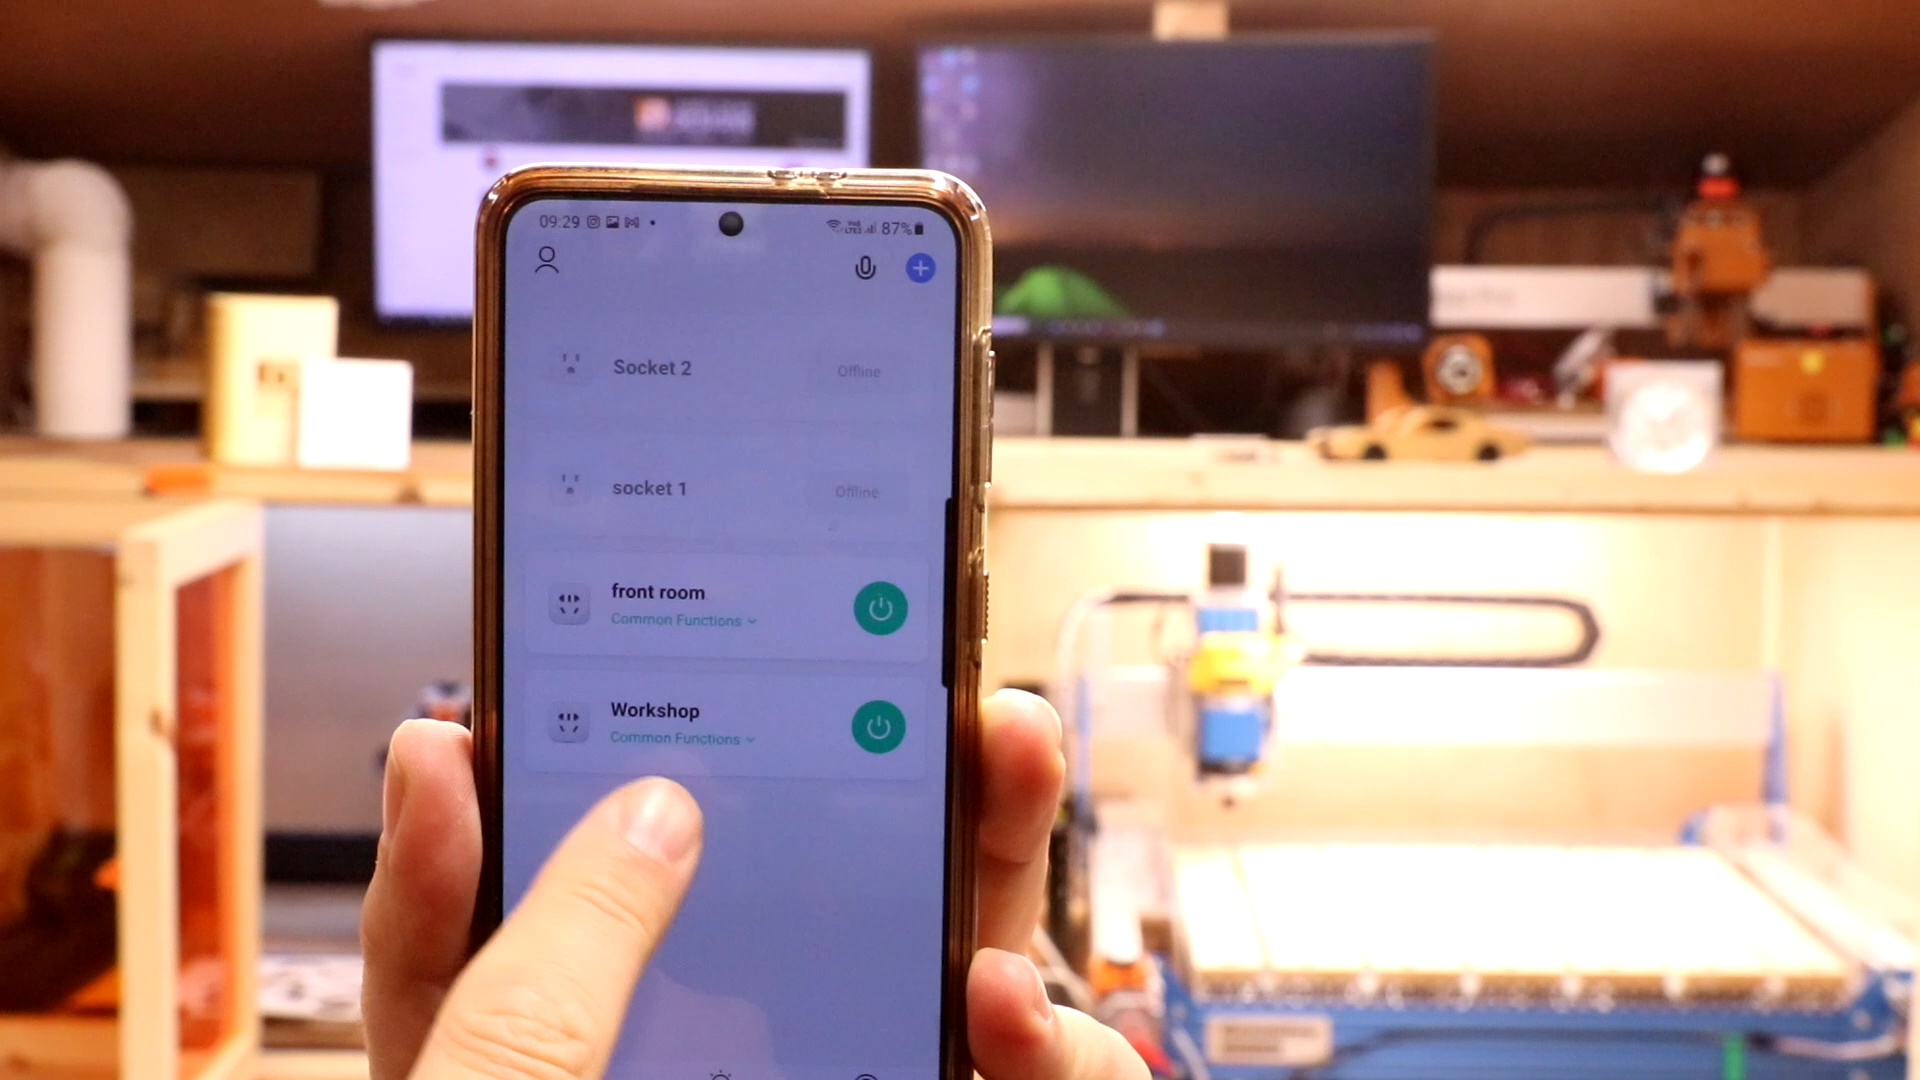 09:29
87%
Socket 2
Offline
socket 1
Offline
front room
Common Functions
Workshop
Common Functions